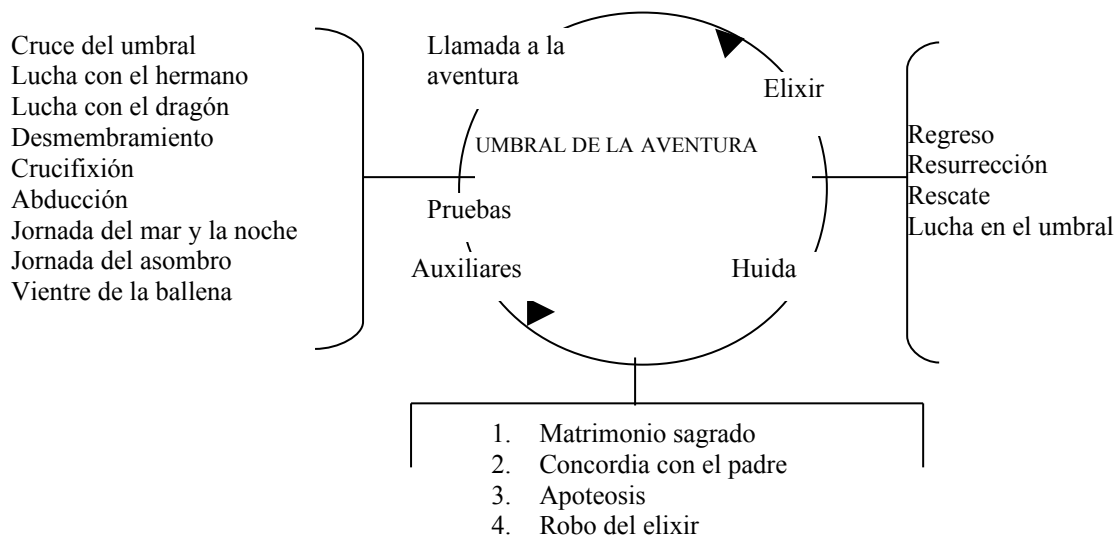 Cruce del umbral
Lucha con el hermano
Lucha con el dragón
Desmembramiento
Crucifixión
Abducción
Jornada del mar y la noche
Jornada del asombro
Vientre de la ballena
Llamada a la
aventura
Elixir
UMBRAL DE LA AVENTURA
Pruebas
Auxiliares
Huida
Regreso
Resurrección
Rescate
Lucha en el umbral
1. Matrimonio sagrado
2. Concordia con el padre
3. Apoteosis
4. Robo del elixir